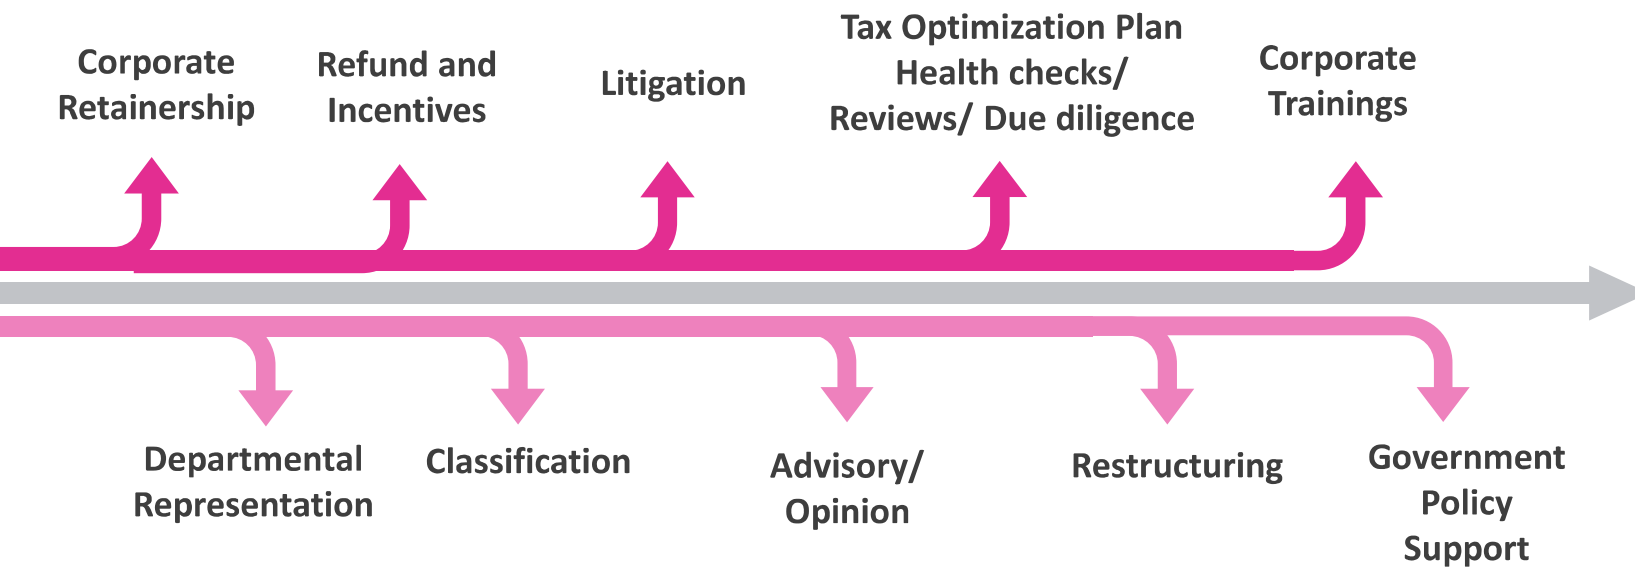 Corporate
Retainership
Refund and
Incentives
Litigation
Tax Optimization Plan
Health checks/
Reviews/ Due diligence
Corporate
Trainings
Departmental
Representation
Classification
Advisory/
Opinion
Restructuring
Government
Policy
Support